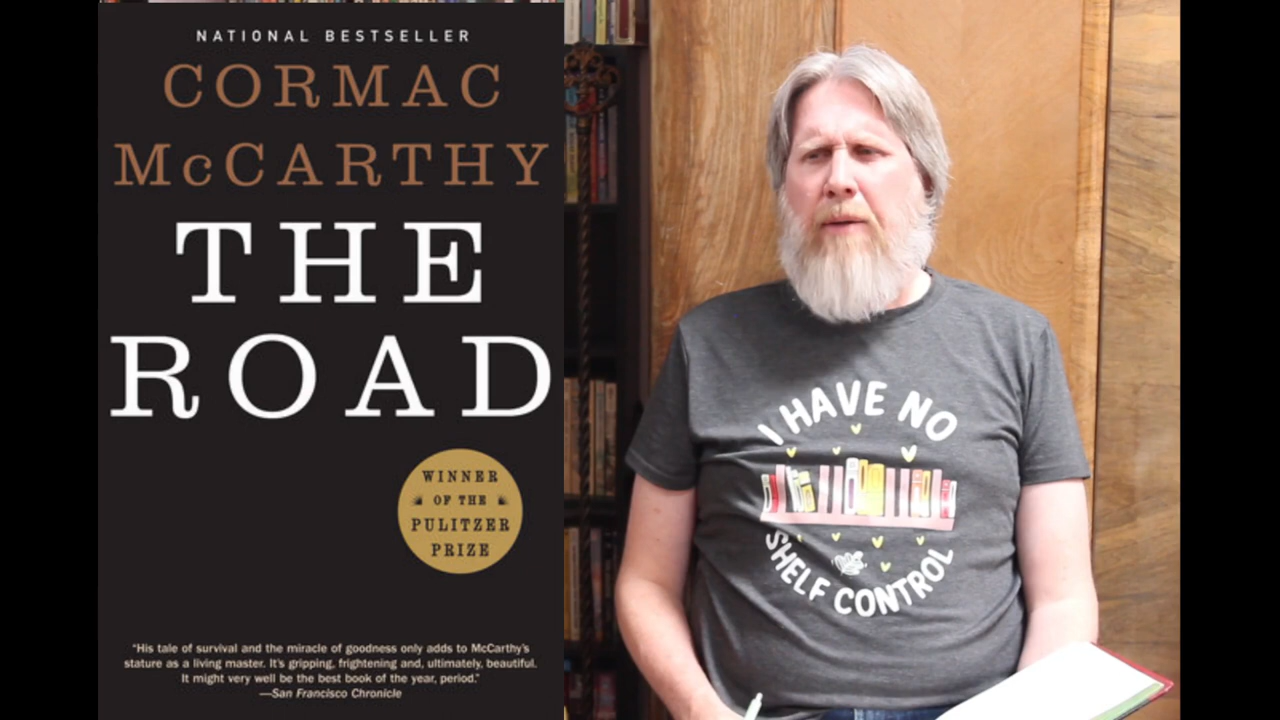 NATIONAL BESTSELLER
CORMAC
McCARTHY
THE
ROAD
WINNER
OF THE
PULITZER
PRIZE
"His tale of survival and the miracle of goodness only adds to McCarthy's
stature as a living master. It's gripping, frightening and, ultimately, beautiful.
It might very well be the best book of the year, period."
—San Francisco Chronicle
I HAVE NO
SHELF CONTROL